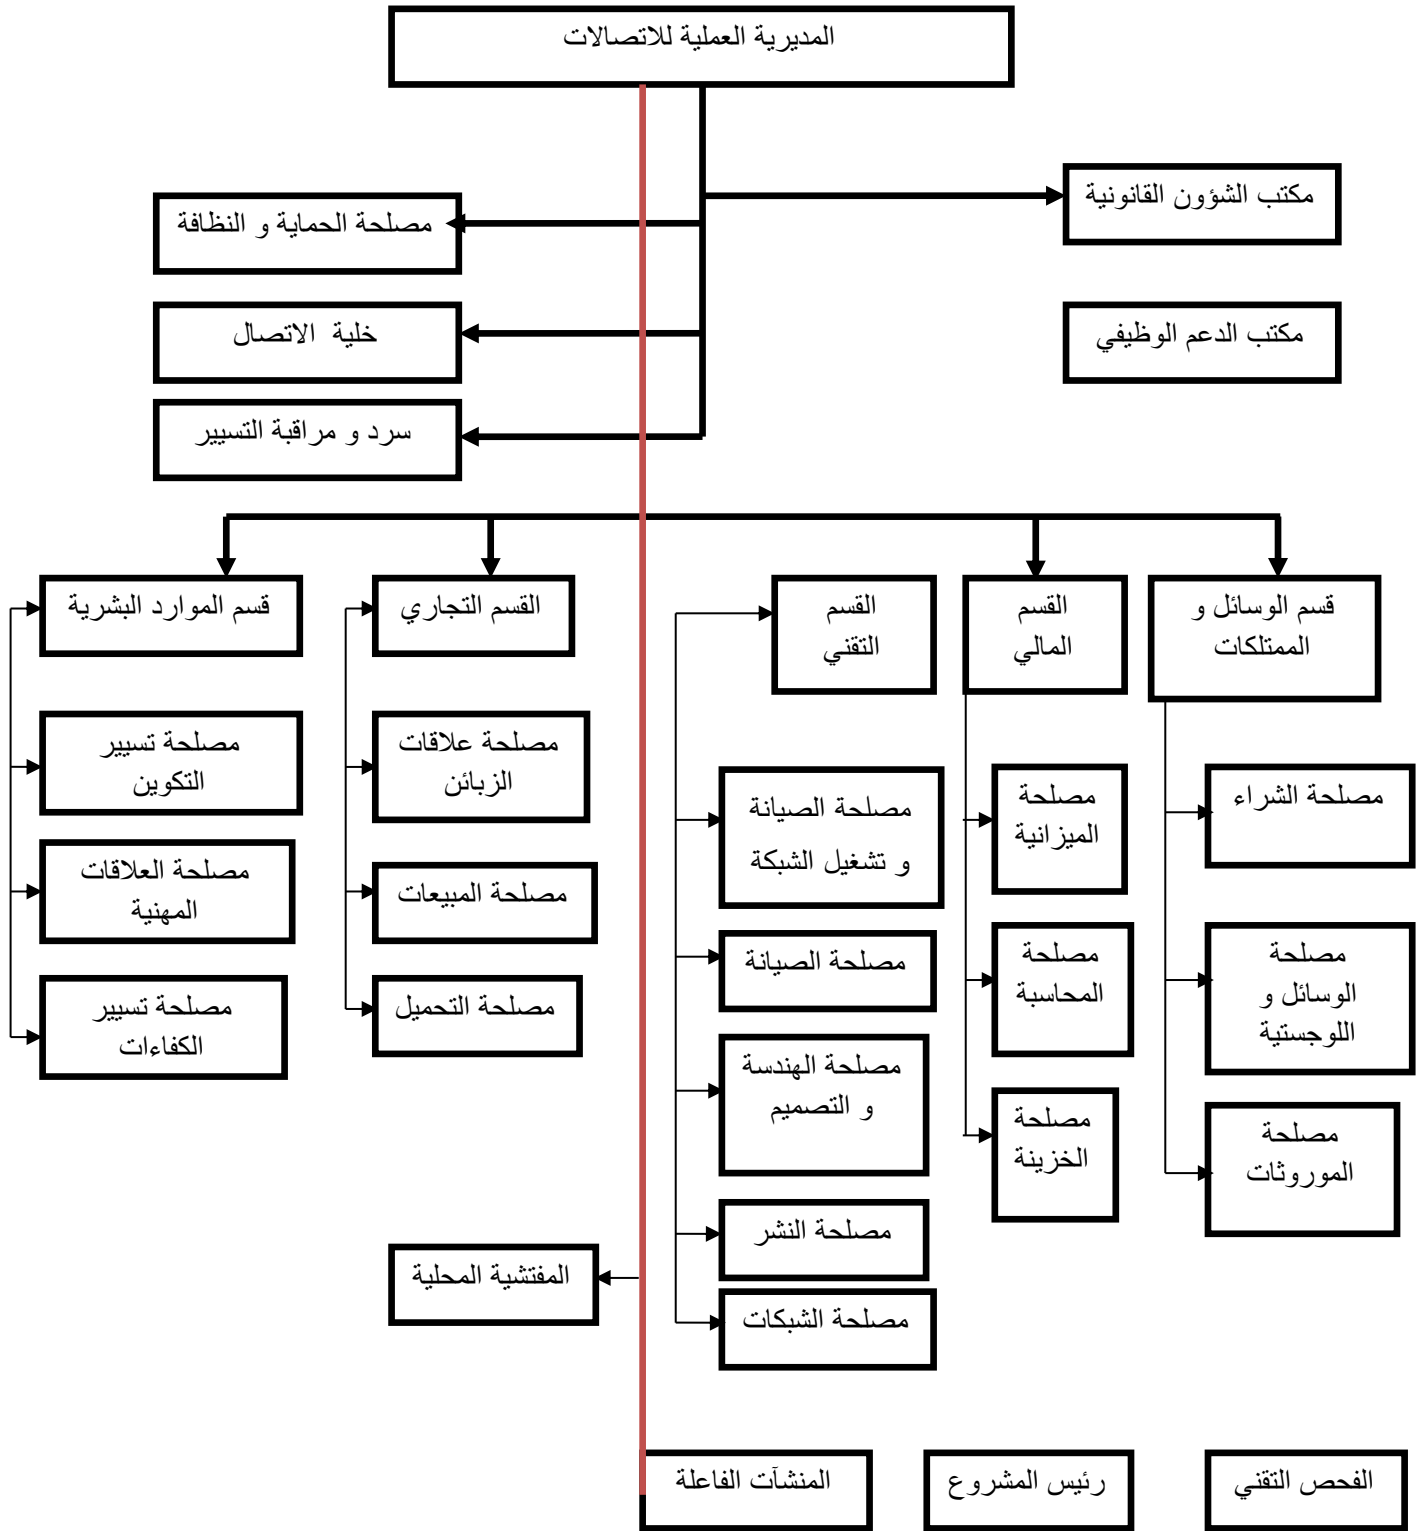 المديرية العملية للاتصالات
مكتب الشؤون القانونية
مصلحة الحماية و النظافة
مكتب الدعم الوظيفي
خلية الاتصال
سرد و مراقبة التسيير
قسم الوسائل و
الممتلكات
القسم
المالي
القسم
التقني
القسم التجاري
قسم الموارد البشرية
مصلحة الشراء
مصلحة
الوسائل و
اللوجستية
مصلحة
الموروثات
مصلحة
الميزانية
مصلحة
المحاسبة
مصلحة
الخزينة
مصلحة الصيانة
و تشغيل الشبكة
مصلحة الصيانة
مصلحة الهندسة
و التصميم
مصلحة النشر
مصلحة الشبكات
مصلحة علاقات
الزبائن
مصلحة المبيعات
مصلحة التحميل
مصلحة تسيير
التكوين
مصلحة العلاقات
المهنية
مصلحة تسيير
الكفاءات
المفتشية المحلية
الفحص التقني
رئيس المشروع
المنشآت الفاعلة